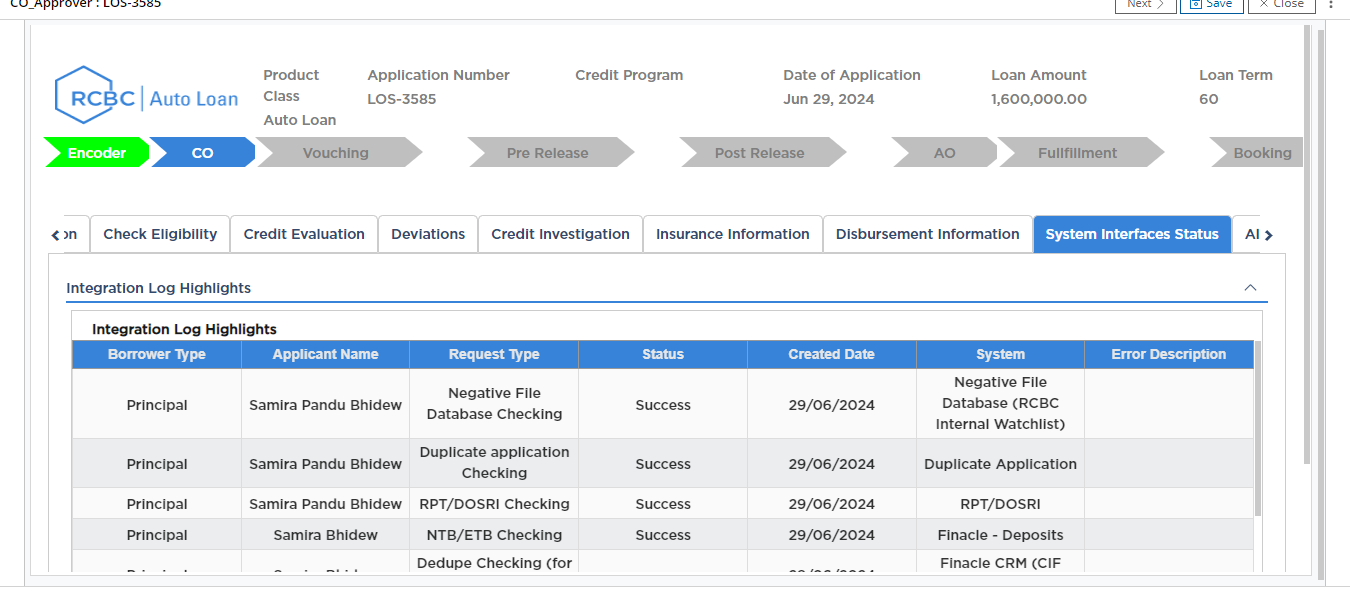 CO_Approver : LOS-3585
Next
Save
Close
RCBC Auto Loan
Product Class
Auto Loan
Application Number
LOS-3585
Credit Program
Date of Application
Jun 29, 2024
Loan Amount
1,600,000.00
Loan Term
60
Encoder
CO
Vouching
Pre Release
Post Release
AO
Fullfillment
Booking
on
Check Eligibility
Credit Evaluation
Deviations
Credit Investigation
Insurance Information
Disbursement Information
System Interfaces Status
Integration Log Highlights
Integration Log Highlights
Borrower Type Applicant Name Request Type Status Created Date System Error Description
Principal Samira Pandu Bhidew Negative File Database Checking Success 29/06/2024 Negative File Database (RCBC Internal Watchlist)
Principal Samira Pandu Bhidew Duplicate application Checking Success 29/06/2024 Duplicate Application
Principal Samira Pandu Bhidew RPT/DOSRI Checking Success 29/06/2024 RPT/DOSRI
Principal Samira Bhidew NTB/ETB Checking Success 29/06/2024 Finacle - Deposits
Dedupe Checking (for Finacle CRM (CIF